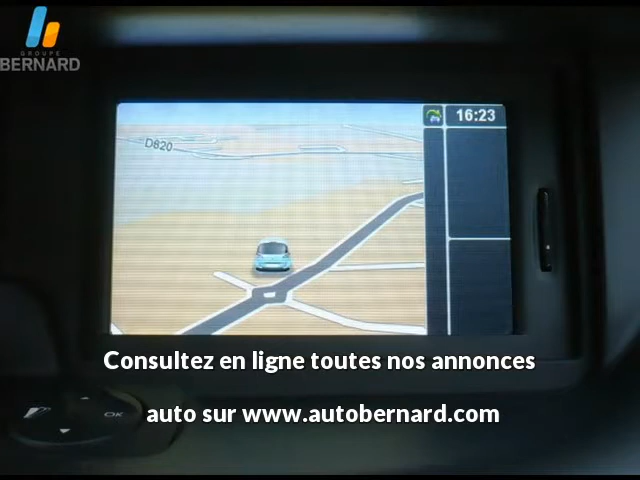 GROUPE
BERNARD
16:23
D820
Consultez en ligne toutes nos annonces
OK
auto sur www.autobernard.com